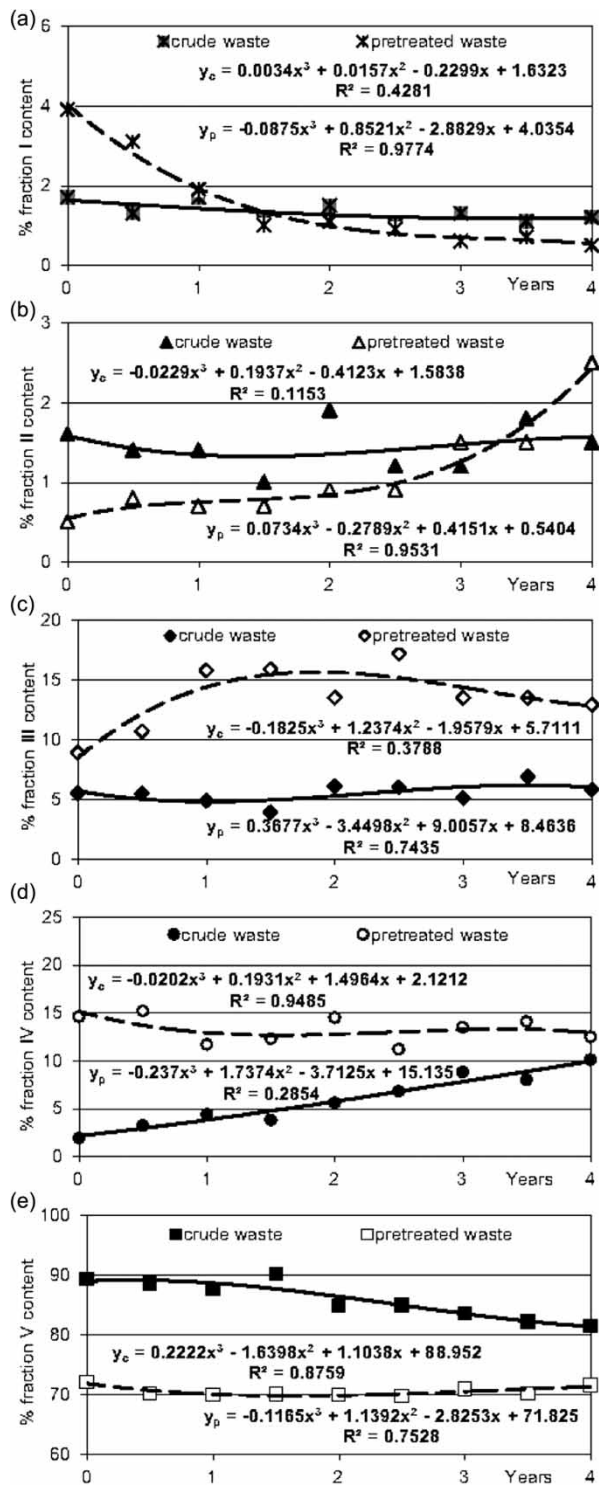 (a)
6
crude waste pretreated waste
y_c = 0.0034x³ + 0.0157x² - 0.2299x + 1.6323
R² = 0.4281
4
y_p = -0.0875x³ + 0.8521x² - 2.8829x + 4.0354
R² = 0.9774
% fraction I content
2
0
0 1 2 3 Years 4
(b)
3
crude waste pretreated waste
y_c = -0.0229x³ + 0.1937x² - 0.4123x + 1.5838
R² = 0.1153
2
% fraction II content
1
y_p = 0.0734x³ - 0.2789x² + 0.4151x + 0.5404
R² = 0.9531
0
0 1 2 3 Years 4
(c)
20
crude waste pretreated waste
15
% fraction III content
10
y_c = -0.1825x³ + 1.2374x² - 1.9579x + 5.7111
R² = 0.3788
5
y_p = 0.3677x³ - 3.4498x² + 9.0057x + 8.4636
R² = 0.7435
0
0 1 2 3 Years 4
(d)
25
crude waste pretreated waste
20
y_c = -0.0202x³ + 0.1931x² + 1.4964x + 2.1212
R² = 0.9485
15
% fraction IV content
10
y_p = -0.237x³ + 1.7374x² - 3.7125x + 15.135
R² = 0.2854
5
0
0 1 2 3 Years 4
(e)
100
crude waste pretreated waste
90
% fraction V content
80
y_c = 0.2222x³ - 1.6398x² + 1.1038x + 88.952
R² = 0.8759
70
y_p = -0.1165x³ + 1.1392x² - 2.8253x + 71.825
R² = 0.7528
60
0 1 2 3 Years 4